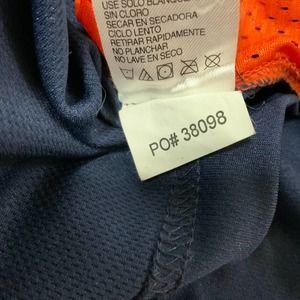 USE SOLO BLANQUEADOR
SIN CLORO
SECAR EN SECADORA
CICLO LENTO
RETIRAR RAPIDAMENTE
NO PLANCHAR
NO LAVE EN SECO
PO# 38098